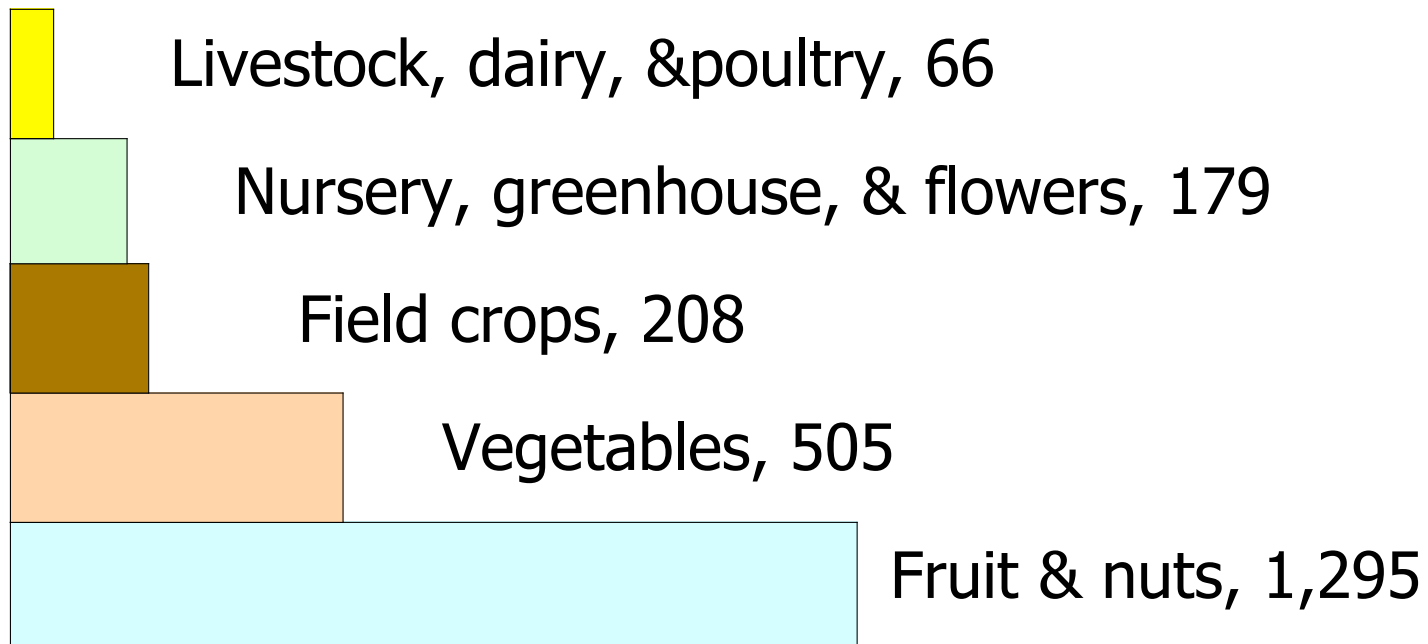 Livestock, dairy, &poultry, 66
Nursery, greenhouse, & flowers, 179
Field crops, 208
Vegetables, 505
Fruit & nuts, 1,295